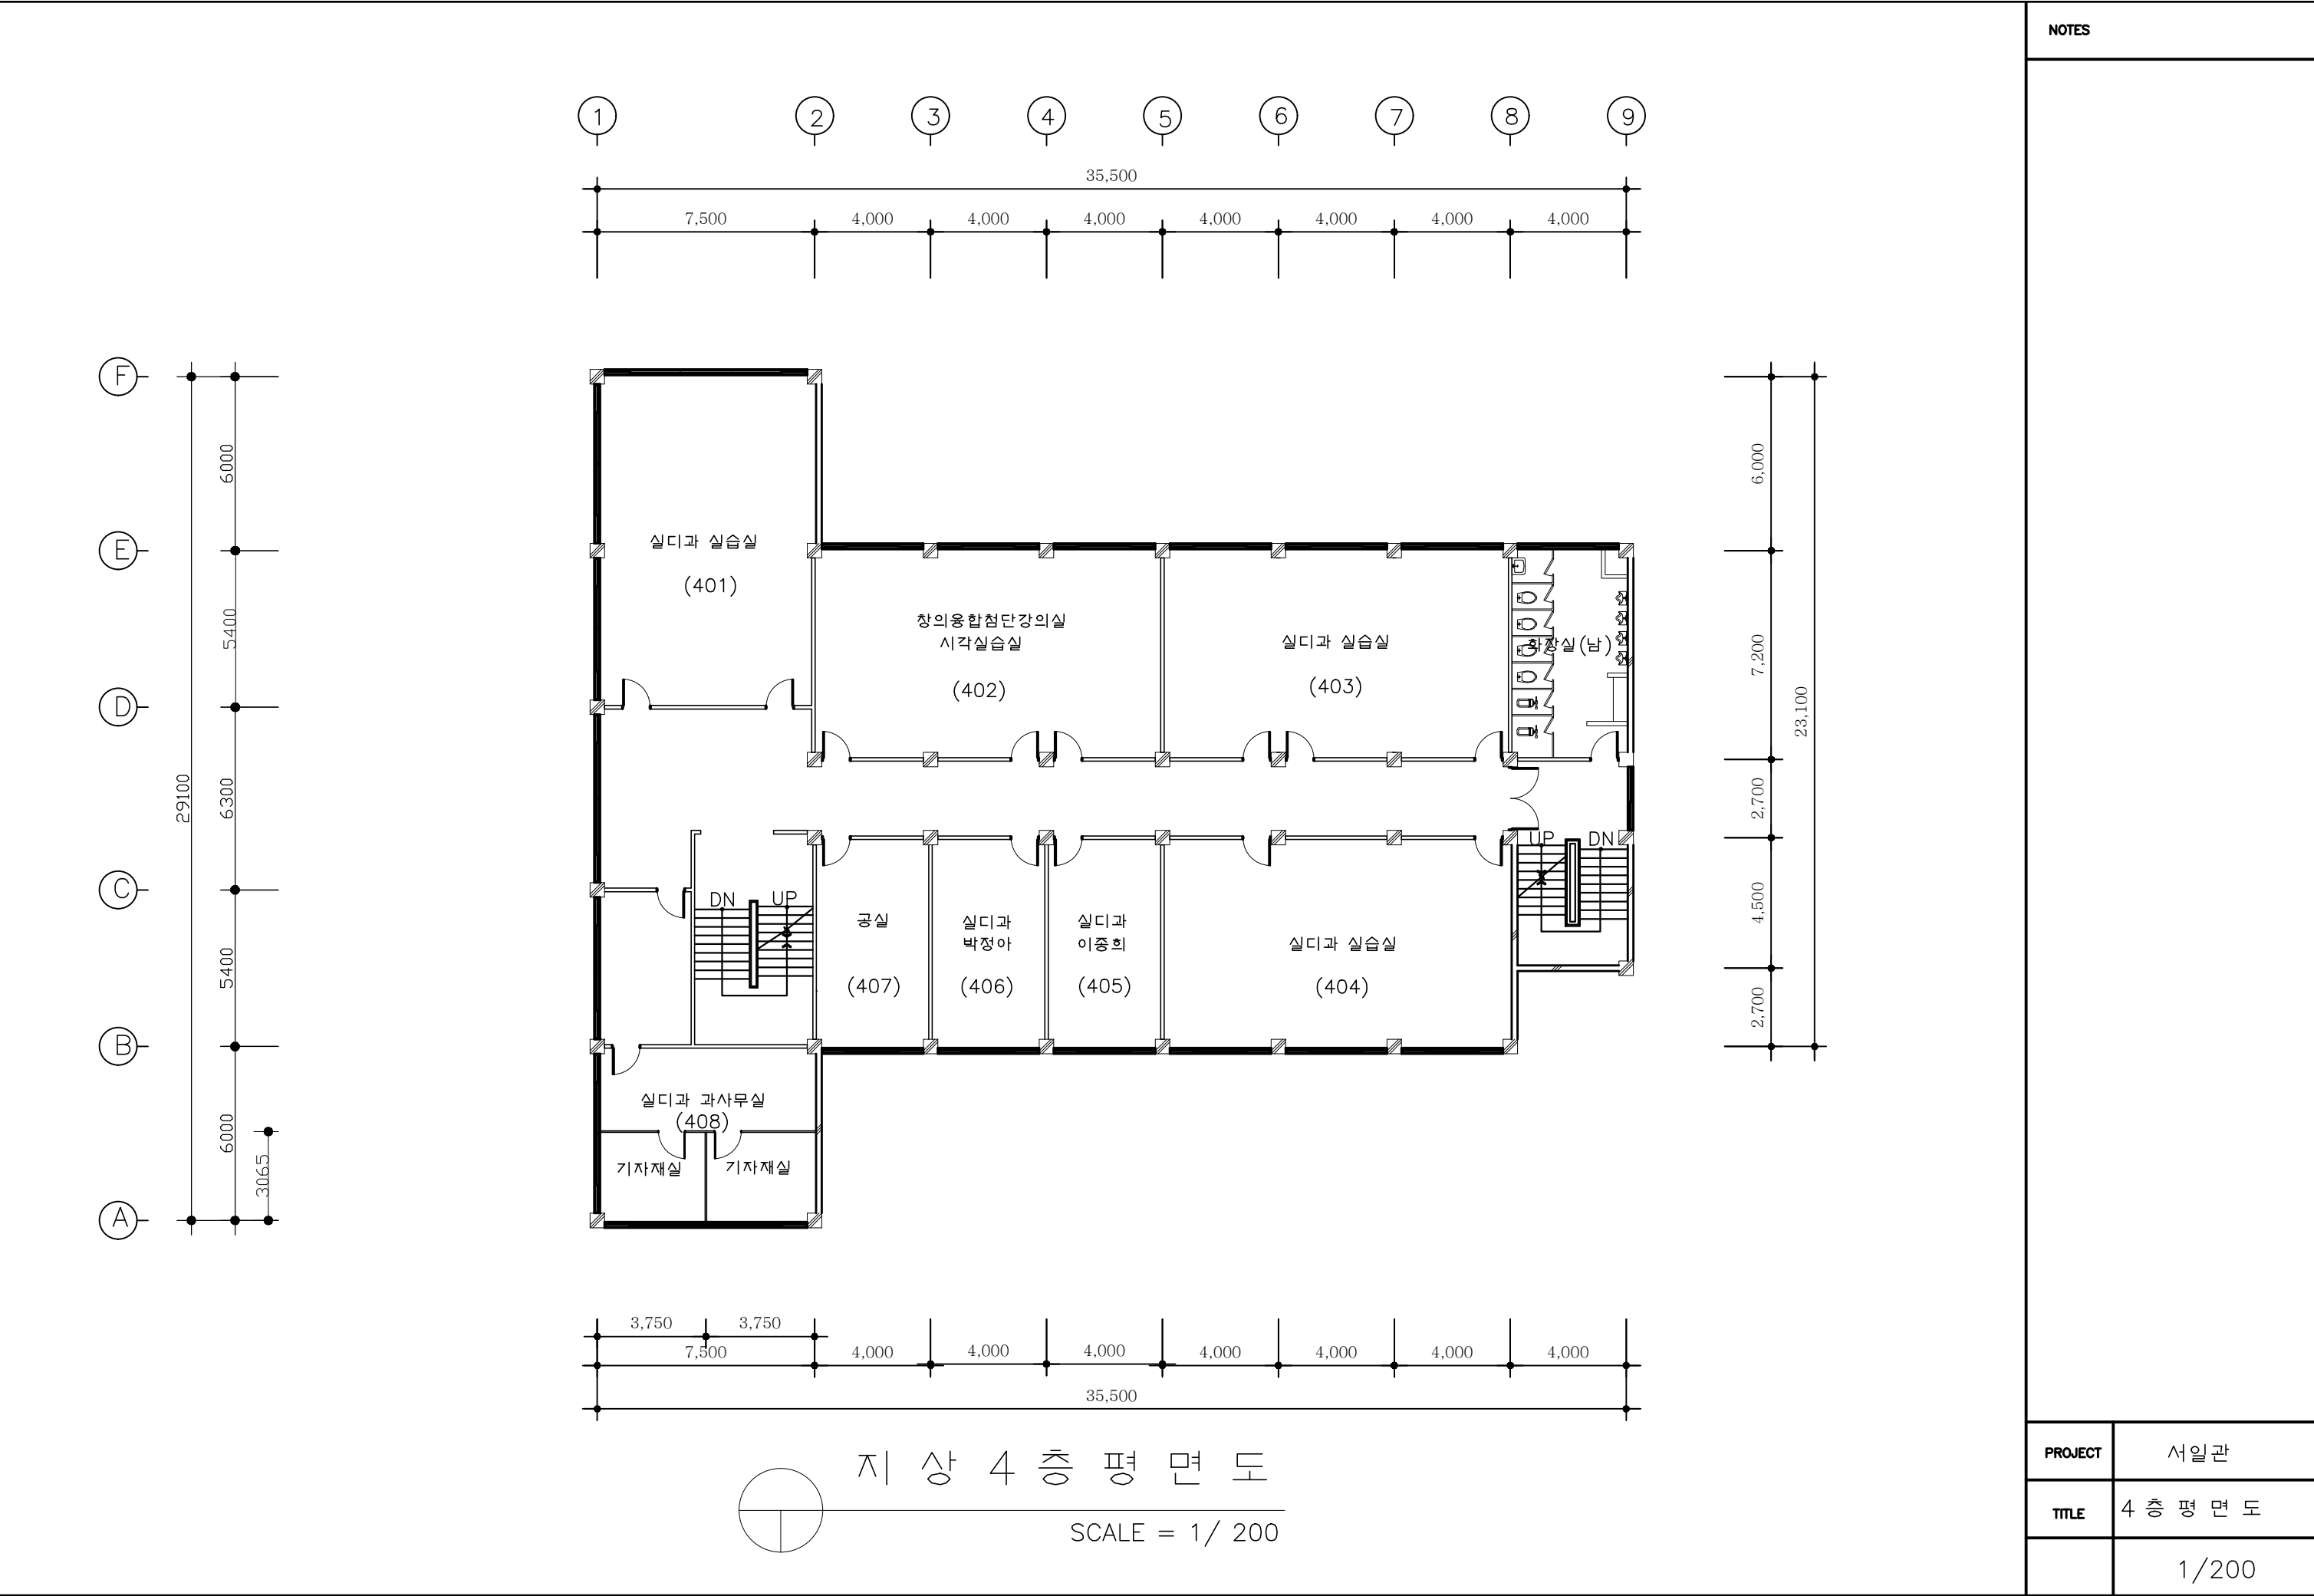 NOTES
1 2 3 4 5 6 7 8 9
35,500
7,500 4,000 4,000 4,000 4,000 4,000 4,000 4,000
F
E
D
C
B
A
6000
5400
6300
5400
6000
29100
3065
6,000
7,200
2,700
4,500
2,700
23,100
실디과 실습실
(401)
창의융합첨단강의실
시각실습실
(402)
실디과 실습실
(403)
화장실(남)
UP DN
DN UP
공실
(407)
실디과
박정아
(406)
실디과
이종희
(405)
실디과 실습실
(404)
실디과 과사무실
(408)
기자재실 기자재실
3,750 3,750
7,500 4,000 4,000 4,000 4,000 4,000 4,000 4,000
35,500
지 상 4 층 평 면 도
SCALE = 1/ 200
PROJECT 서일관
TITLE 4 층 평 면 도
1/200